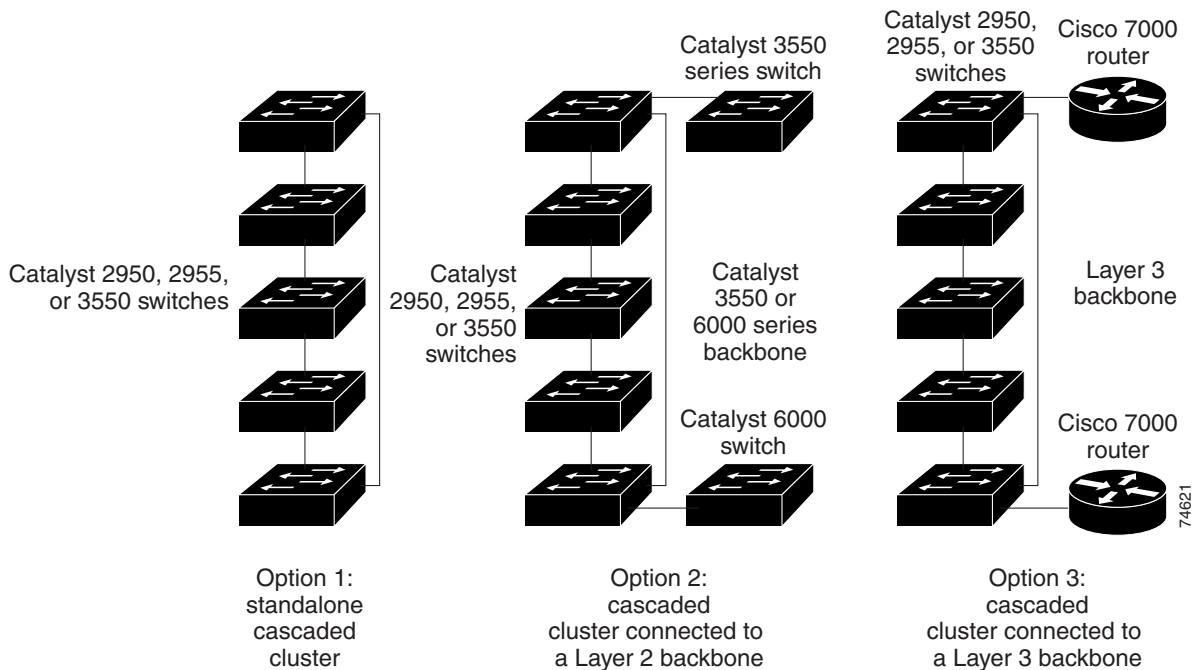 Catalyst 3550
series switch
Catalyst 2950,
2955, or 3550
switches
Cisco 7000
router
Catalyst 2950, 2955,
or 3550 switches
Catalyst
2950, 2955,
or 3550
switches
Catalyst
3550 or
6000 series
backbone
Layer 3
backbone
Catalyst 6000
switch
Cisco 7000
router
74621
Option 1:
standalone
cascaded
cluster
Option 2:
cascaded
cluster connected to
a Layer 2 backbone
Option 3:
cascaded
cluster connected to
a Layer 3 backbone